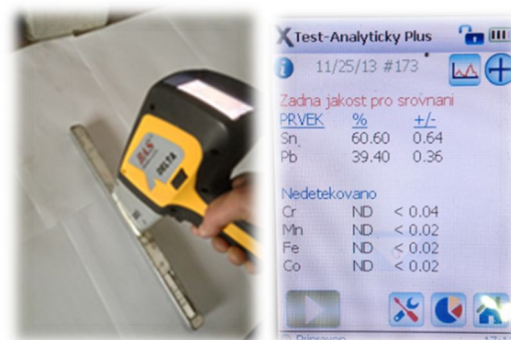 BAS
DELTA
Test-Analyticky Plus
11/25/13 #173
Zadna jakost pro srovnani
PRVEK % +/-
Sn 60.60 0.64
Pb 39.40 0.36
Nedetekovano
Cr ND < 0.04
Mn ND < 0.02
Fe ND < 0.02
Co ND < 0.02
Pripraven